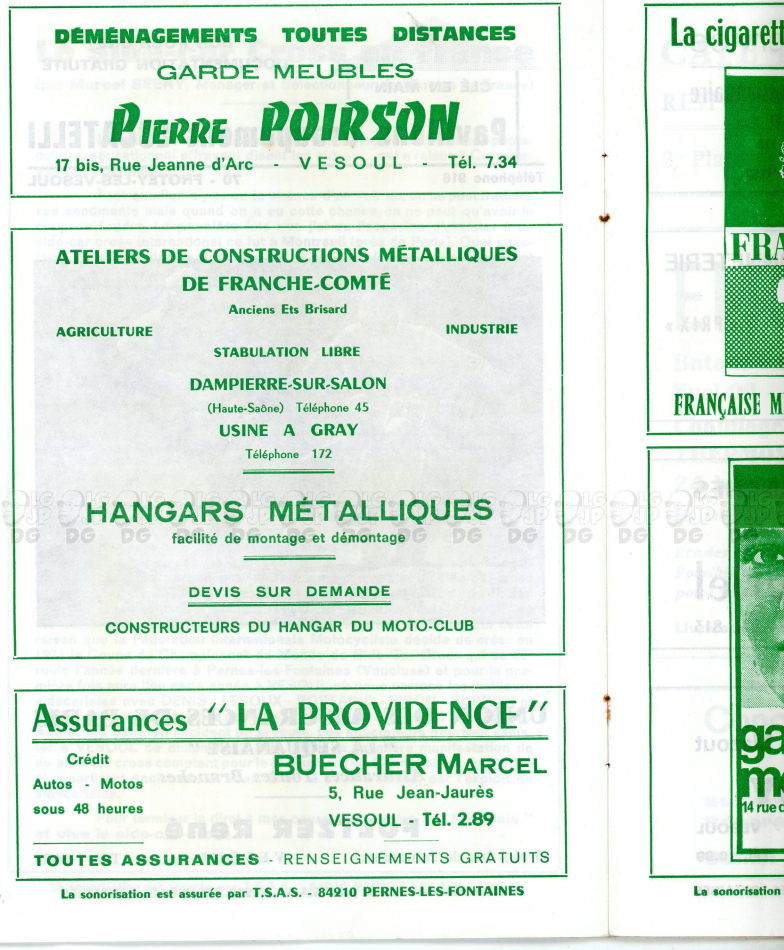 DÉMÉNAGEMENTS TOUTES DISTANCES
GARDE MEUBLES
PIERRE POIRSON
17 bis, Rue Jeanne d'Arc - VESOUL - Tél. 7.34
ATELIERS DE CONSTRUCTIONS MÉTALLIQUES
DE FRANCHE-COMTÉ
Anciens Ets Brisard
AGRICULTURE INDUSTRIE
STABULATION LIBRE
DAMPIERRE-SUR-SALON
(Haute-Saône) Téléphone 45
USINE A GRAY
Téléphone 172
HANGARS MÉTALLIQUES
facilité de montage et démontage
DEVIS SUR DEMANDE
CONSTRUCTEURS DU HANGAR DU MOTO-CLUB
Assurances "LA PROVIDENCE"
Crédit
Autos - Motos
sous 48 heures
BUECHER MARCEL
5, Rue Jean-Jaurès
VESOUL - Tél. 2.89
TOUTES ASSURANCES - RENSEIGNEMENTS GRATUITS
La sonorisation est assurée par T.S.A.S. - 84210 PERNES-LES-FONTAINES
La cigarett
FRA
FRANÇAISE M
ga
m
14 rue
La sonorisation